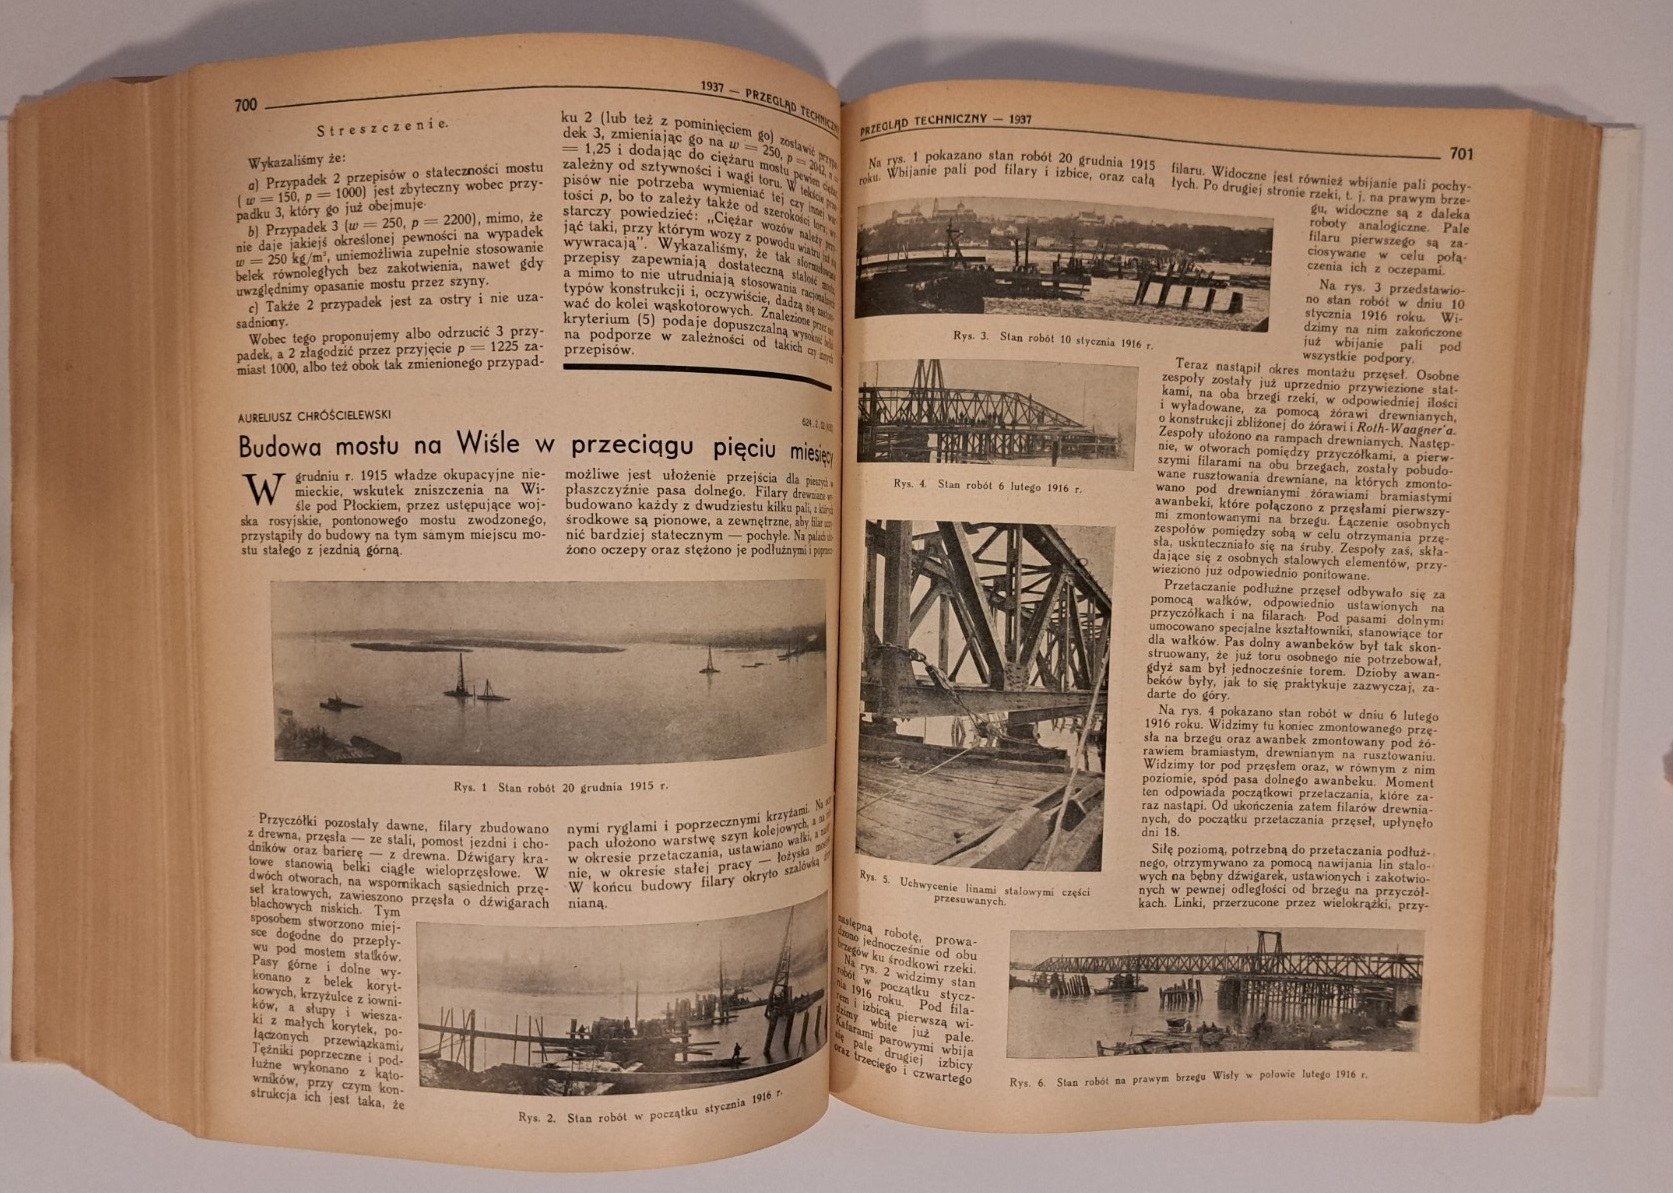 700
1937 — PRZEGLĄD TECHNICZNY
Streszczenie.
Wykazaliśmy że:
a) Przypadek 2 przepisów o stateczności mostu
(w = 150, p = 1000) jest zbyteczny wobec przy-
padku 3, który go już obejmuje.
b) Przypadek 3 (w = 250, p = 2200), mimo, że
nie daje jakiejś określonej pewności na wypadek
w = 250 kg/m², uniemożliwia zupełnie stosowanie
belek równoległych bez zakotwienia, nawet gdy
uwzględnimy opasanie mostu przez szyny.
c) Także 2 przypadek jest za ostry i nie uza-
sadniony.
Wobec tego proponujemy albo odrzucić 3 przy-
padek, a 2 złagodzić przez przyjęcie p = 1225 za-
miast 1000, albo też obok tak zmienionego przypad-
ku 2 (lub też z pominięciem go) zostawić
dek 3, zmieniając go na w = 250, p = 2042,
= 1,25 i dodając do ciężaru mostu pewien ciężar
zależny od sztywności i wagi toru. W tekście
pisów nie potrzeba wymieniać tej czy innej
tości p, bo to zależy także od szerokości toru,
starczy powiedzieć: „Ciężar wozów należy
jąć taki, przy którym wozy z powodu wiatru już się
wywracają”. Wykazaliśmy, że tak sformułowane
przepisy zapewniają dostateczną stałość mostu
a mimo to nie utrudniają stosowania racjonalnych
typów konstrukcji i, oczywiście, dadzą się zastoso-
wać do kolei wąskotorowych. Znalezione przez nas
kryterium (5) podaje dopuszczalną wysokość belki
na podporze w zależności od takich czy innych
przepisów.
AURELIUSZ CHRÓŚCIELEWSKI
Budowa mostu na Wiśle w przeciągu pięciu miesięcy
W grudniu r. 1915 władze okupacyjne nie-
mieckie, wskutek zniszczenia na Wi-
śle pod Płockiem, przez ustępujące woj-
ska rosyjskie, pontonowego mostu zwodzonego,
przystąpiły do budowy na tym samym miejscu mo-
stu stałego z jezdnią górną.
możliwe jest ułożenie przejścia dla pieszych w
płaszczyźnie pasa dolnego. Filary drewniane
budowano każdy z dwudziestu kilku pali, z których
środkowe są pionowe, a zewnętrzne, aby filar uczy-
nić bardziej statecznym — pochyłe. Na palach uło-
żono oczepy oraz stężono je podłużnymi i poprzecz-
Rys. 1 Stan robót 20 grudnia 1915 r.
Przyczółki pozostały dawne, filary zbudowano
z drewna, przęsła — ze stali, pomost jezdni i cho-
dników oraz barierę — z drewna. Dźwigary kra-
towe stanowią belki ciągłe wieloprzęsłowe. W
dwóch otworach, na wspornikach sąsiednich przę-
seł kratowych, zawieszono przęsła o dźwigarach
blachowych niskich. Tym
sposobem stworzono miej-
sce dogodne do przepły-
wu pod mostem statków.
Pasy górne i dolne wy-
konano z belek koryt-
kowych, krzyżulce z iowni-
ków, a słupy i wiesza-
ki z małych korytek, po-
łączonych przewiązkami.
Tężniki poprzeczne i pod-
łużne wykonano z kąto-
wników, przy czym kon-
strukcja ich jest taka, że
nymi ryglami i poprzecznymi krzyżami. Na
pach ułożono warstwę szyn kolejowych, a na
w okresie przetaczania, ustawiano wałki, a
nie, w okresie stałej pracy — łożyska
W końcu budowy filary okryto szalówką
nianą.
Rys. 2. Stan robót w początku stycznia 1916 r.
PRZEGLĄD TECHNICZNY — 1937
701
Na rys. 1 pokazano stan robót 20 grudnia 1915
roku. Wbijanie pali pod filary i izbice, oraz całą
Rys. 3. Stan robót 10 stycznia 1916 r.
Rys. 4. Stan robót 6 lutego 1916 r.
Rys. 5. Uchwycenie linami stalowymi części
przesuwanych.
następną robotę, prowa-
dzono jednocześnie od obu
brzegów ku środkowi rzeki.
Na rys. 2 widzimy stan
robót w początku stycz-
nia 1916 roku. Pod fila-
rem i izbicą pierwszą wi-
dzimy wbite już pale.
Kafarami parowymi wbija
się pale drugiej izbicy
oraz trzeciego i czwartego
filaru. Widoczne jest również wbijanie pali pochy-
łych. Po drugiej stronie rzeki, t. j. na prawym brze-
gu, widoczne są z daleka
roboty analogiczne. Pale
filaru pierwszego są za-
ciosywane w celu połą-
czenia ich z oczepami.
Na rys. 3 przedstawio-
no stan robót w dniu 10
stycznia 1916 roku. Wi-
dzimy na nim zakończone
już wbijanie pali pod
wszystkie podpory.
Teraz nastąpił okres montażu przęseł. Osobne
zespoły zostały już uprzednio przywiezione stat-
kami, na oba brzegi rzeki, w odpowiedniej ilości
i wyładowane, za pomocą żórawi drewnianych,
o konstrukcji zbliżonej do żórawi i Roth-Waagner'a.
Zespoły ułożono na rampach drewnianych. Następ-
nie, w otworach pomiędzy przyczółkami, a pierw-
szymi filarami na obu brzegach, zostały pobudo-
wane rusztowania drewniane, na których zmonto-
wano pod drewnianymi żórawiami bramiastymi
awanbeki, które połączono z przęsłami pierwszy-
mi zmontowanymi na brzegu. Łączenie osobnych
zespołów pomiędzy sobą w celu otrzymania przę-
sła, uskuteczniało się na śruby. Zespoły zaś, skła-
dające się z osobnych stalowych elementów, przy-
wieziono już odpowiednio ponitowane.
Przetaczanie podłużne przęseł odbywało się za
pomocą wałków, odpowiednio ustawionych na
przyczółkach i na filarach. Pod pasami dolnymi
umocowano specjalne kształtowniki, stanowiące tor
dla wałków. Pas dolny awanbeków był tak skon-
struowany, że już toru osobnego nie potrzebował,
gdyż sam był jednocześnie torem. Dzioby awan-
beków były, jak to się praktykuje zazwyczaj, za-
darte do góry.
Na rys. 4 pokazano stan robót w dniu 6 lutego
1916 roku. Widzimy tu koniec zmontowanego przę-
sła na brzegu oraz awanbek zmontowany pod żó-
rawiem bramiastym, drewnianym na rusztowaniu.
Widzimy tor pod przęsłem oraz, w równym z nim
poziomie, spód pasa dolnego awanbeku. Moment
ten odpowiada początkowi przetaczania, które za-
raz nastąpi. Od ukończenia zatem filarów drewnia-
nych, do początku przetaczania przęseł, upłynęło
dni 18.
Siłę poziomą, potrzebną do przetaczania podłuż-
nego, otrzymywano za pomocą nawijania lin stalo-
wych na bębny dźwigarek, ustawionych i zakotwio-
nych w pewnej odległości od brzegu na przyczół-
kach. Linki, przerzucone przez wielokrążki, przy-
Rys. 6. Stan robót na prawym brzegu Wisły w połowie lutego 1916 r.